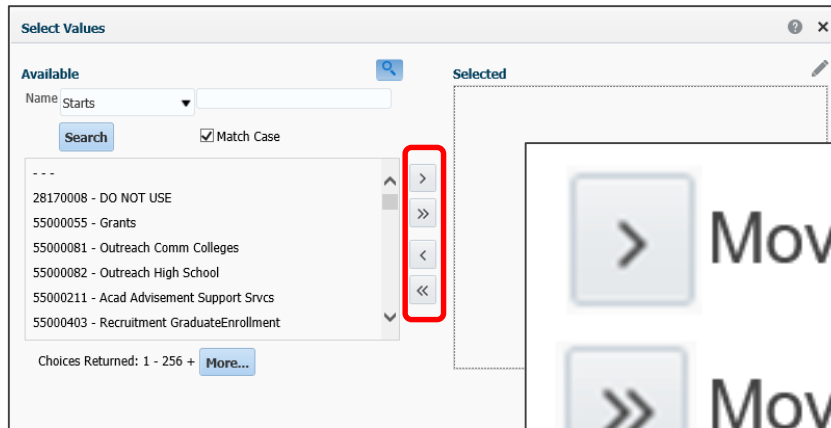 Select Values
Available
Selected
Name Starts
Search Match Case
- - -
28170008 - DO NOT USE
55000055 - Grants
55000081 - Outreach Comm Colleges
55000082 - Outreach High School
55000211 - Acad Advisement Support Srvcs
55000403 - Recruitment GraduateEnrollment
Choices Returned: 1 - 256 + More...
> Mov
>> Mov